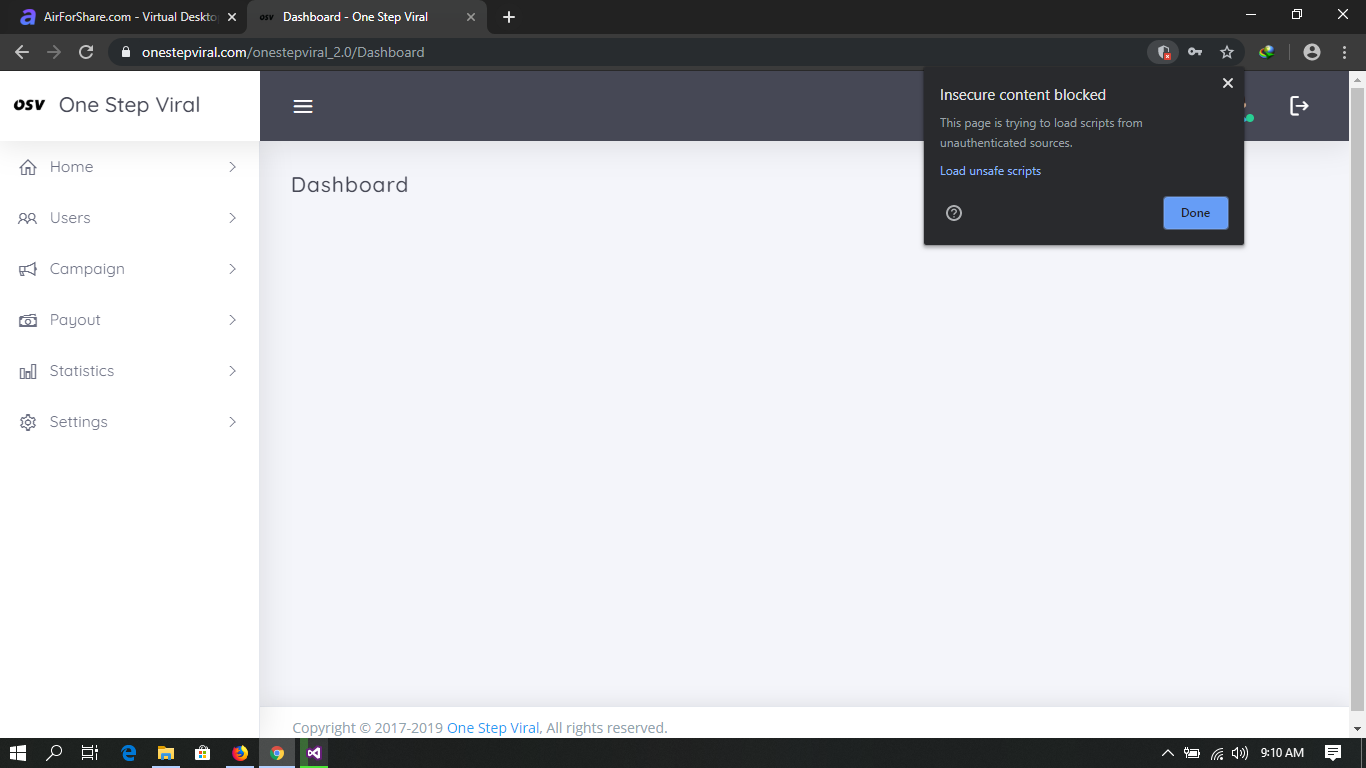 AirForShare.com - Virtual Deskto
osv Dashboard - One Step Viral
onestepviral.com/onestepviral_2.0/Dashboard
osv One Step Viral
Insecure content blocked
This page is trying to load scripts from
unauthenticated sources.
Load unsafe scripts
Done
Home
Users
Campaign
Payout
Statistics
Settings
Dashboard
Copyright © 2017-2019 One Step Viral, All rights reserved.
9:10 AM